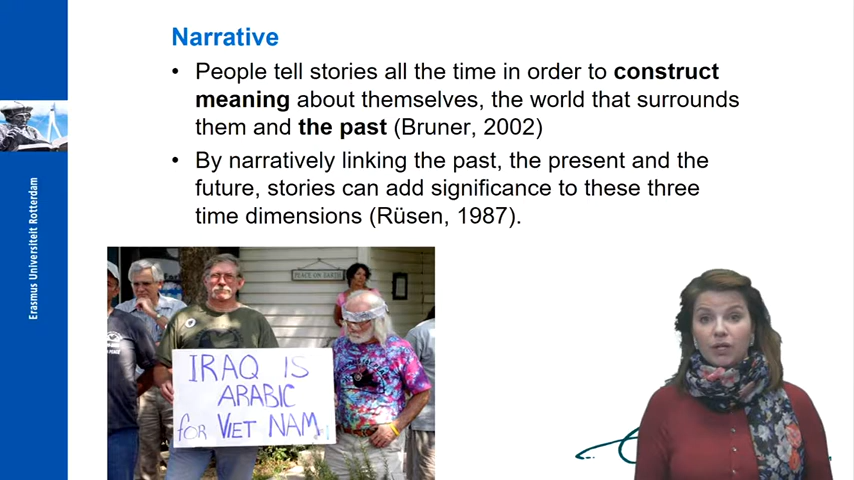 Narrative
• People tell stories all the time in order to construct
meaning about themselves, the world that surrounds
them and the past (Bruner, 2002)
• By narratively linking the past, the present and the
future, stories can add significance to these three
time dimensions (Rüsen, 1987).
Erasmus Universiteit Rotterdam
PEACE ON EARTH
IRAQ IS
ARABIC
for VIET NAM